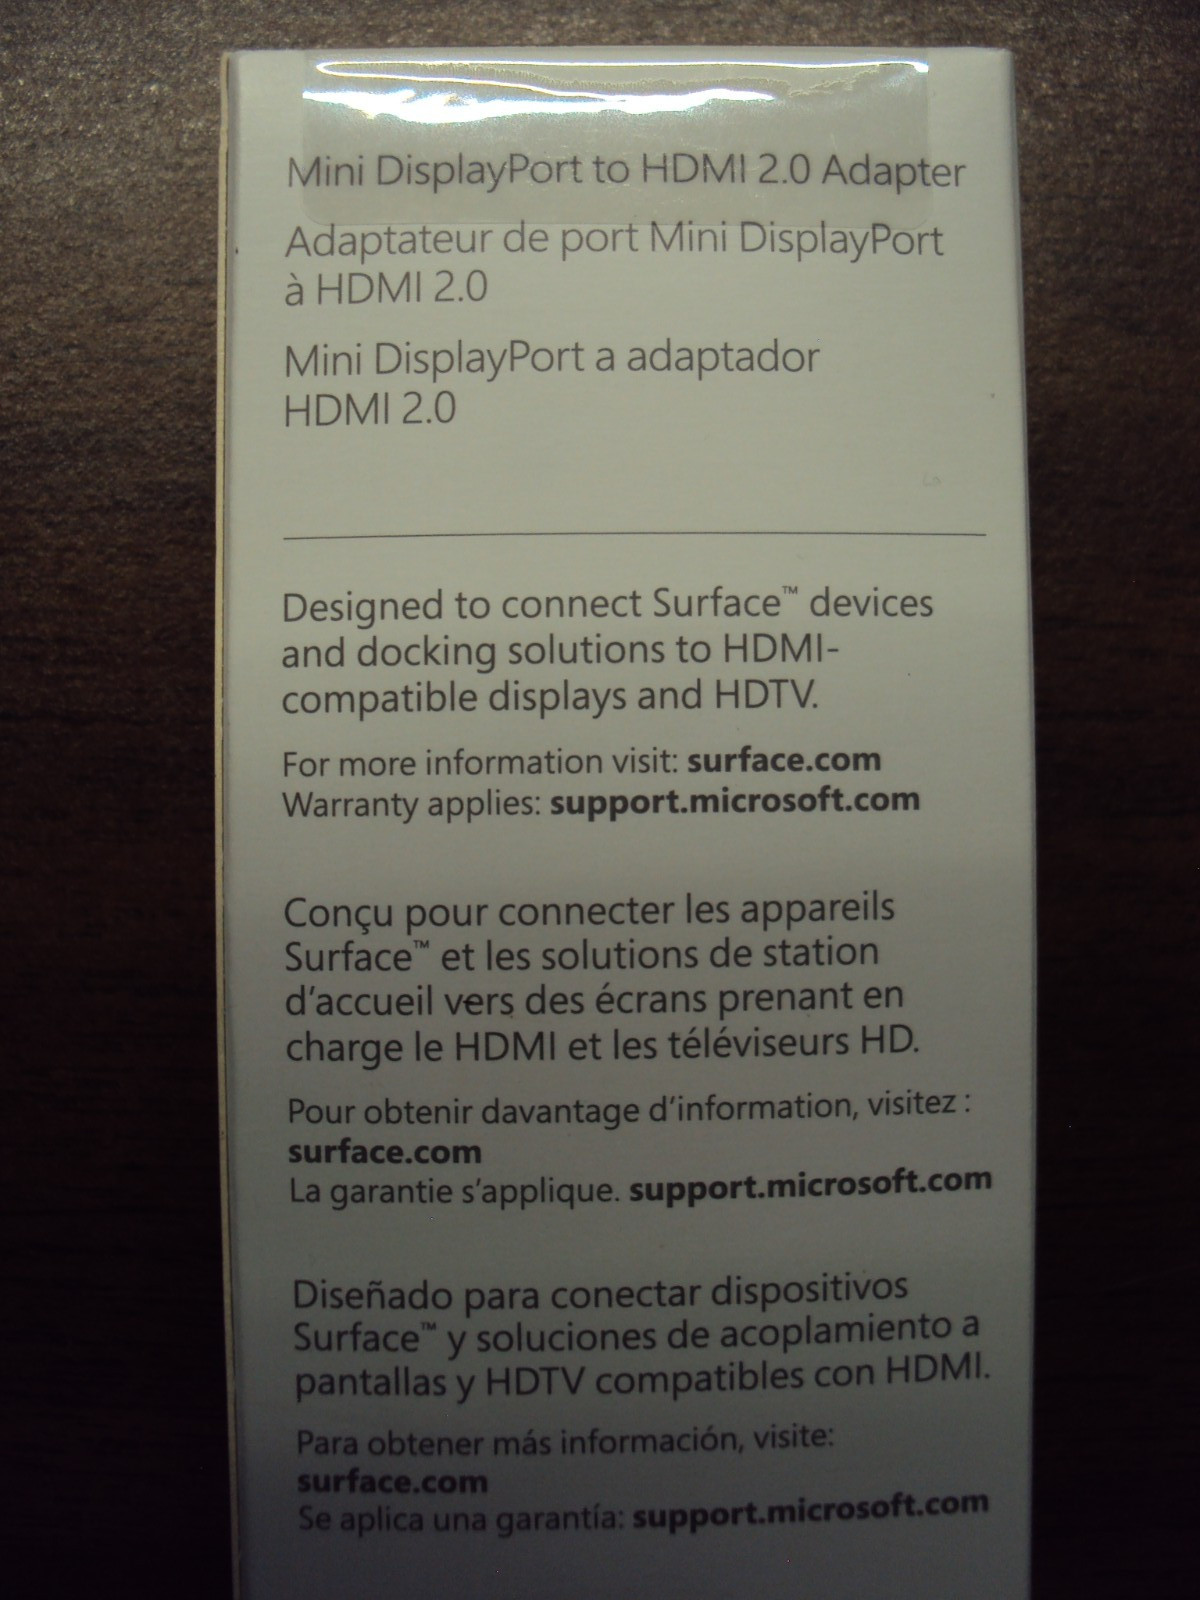 Mini DisplayPort to HDMI 2.0 Adapter
Adaptateur de port Mini DisplayPort
à HDMI 2.0
Mini DisplayPort a adaptador
HDMI 2.0
Designed to connect Surface™ devices
and docking solutions to HDMI-
compatible displays and HDTV.
For more information visit: surface.com
Warranty applies: support.microsoft.com
Conçu pour connecter les appareils
Surface™ et les solutions de station
d'accueil vers des écrans prenant en
charge le HDMI et les téléviseurs HD.
Pour obtenir davantage d'information, visitez :
surface.com
La garantie s'applique. support.microsoft.com
Diseñado para conectar dispositivos
Surface™ y soluciones de acoplamiento a
pantallas y HDTV compatibles con HDMI.
Para obtener más información, visite:
surface.com
Se aplica una garantía: support.microsoft.com